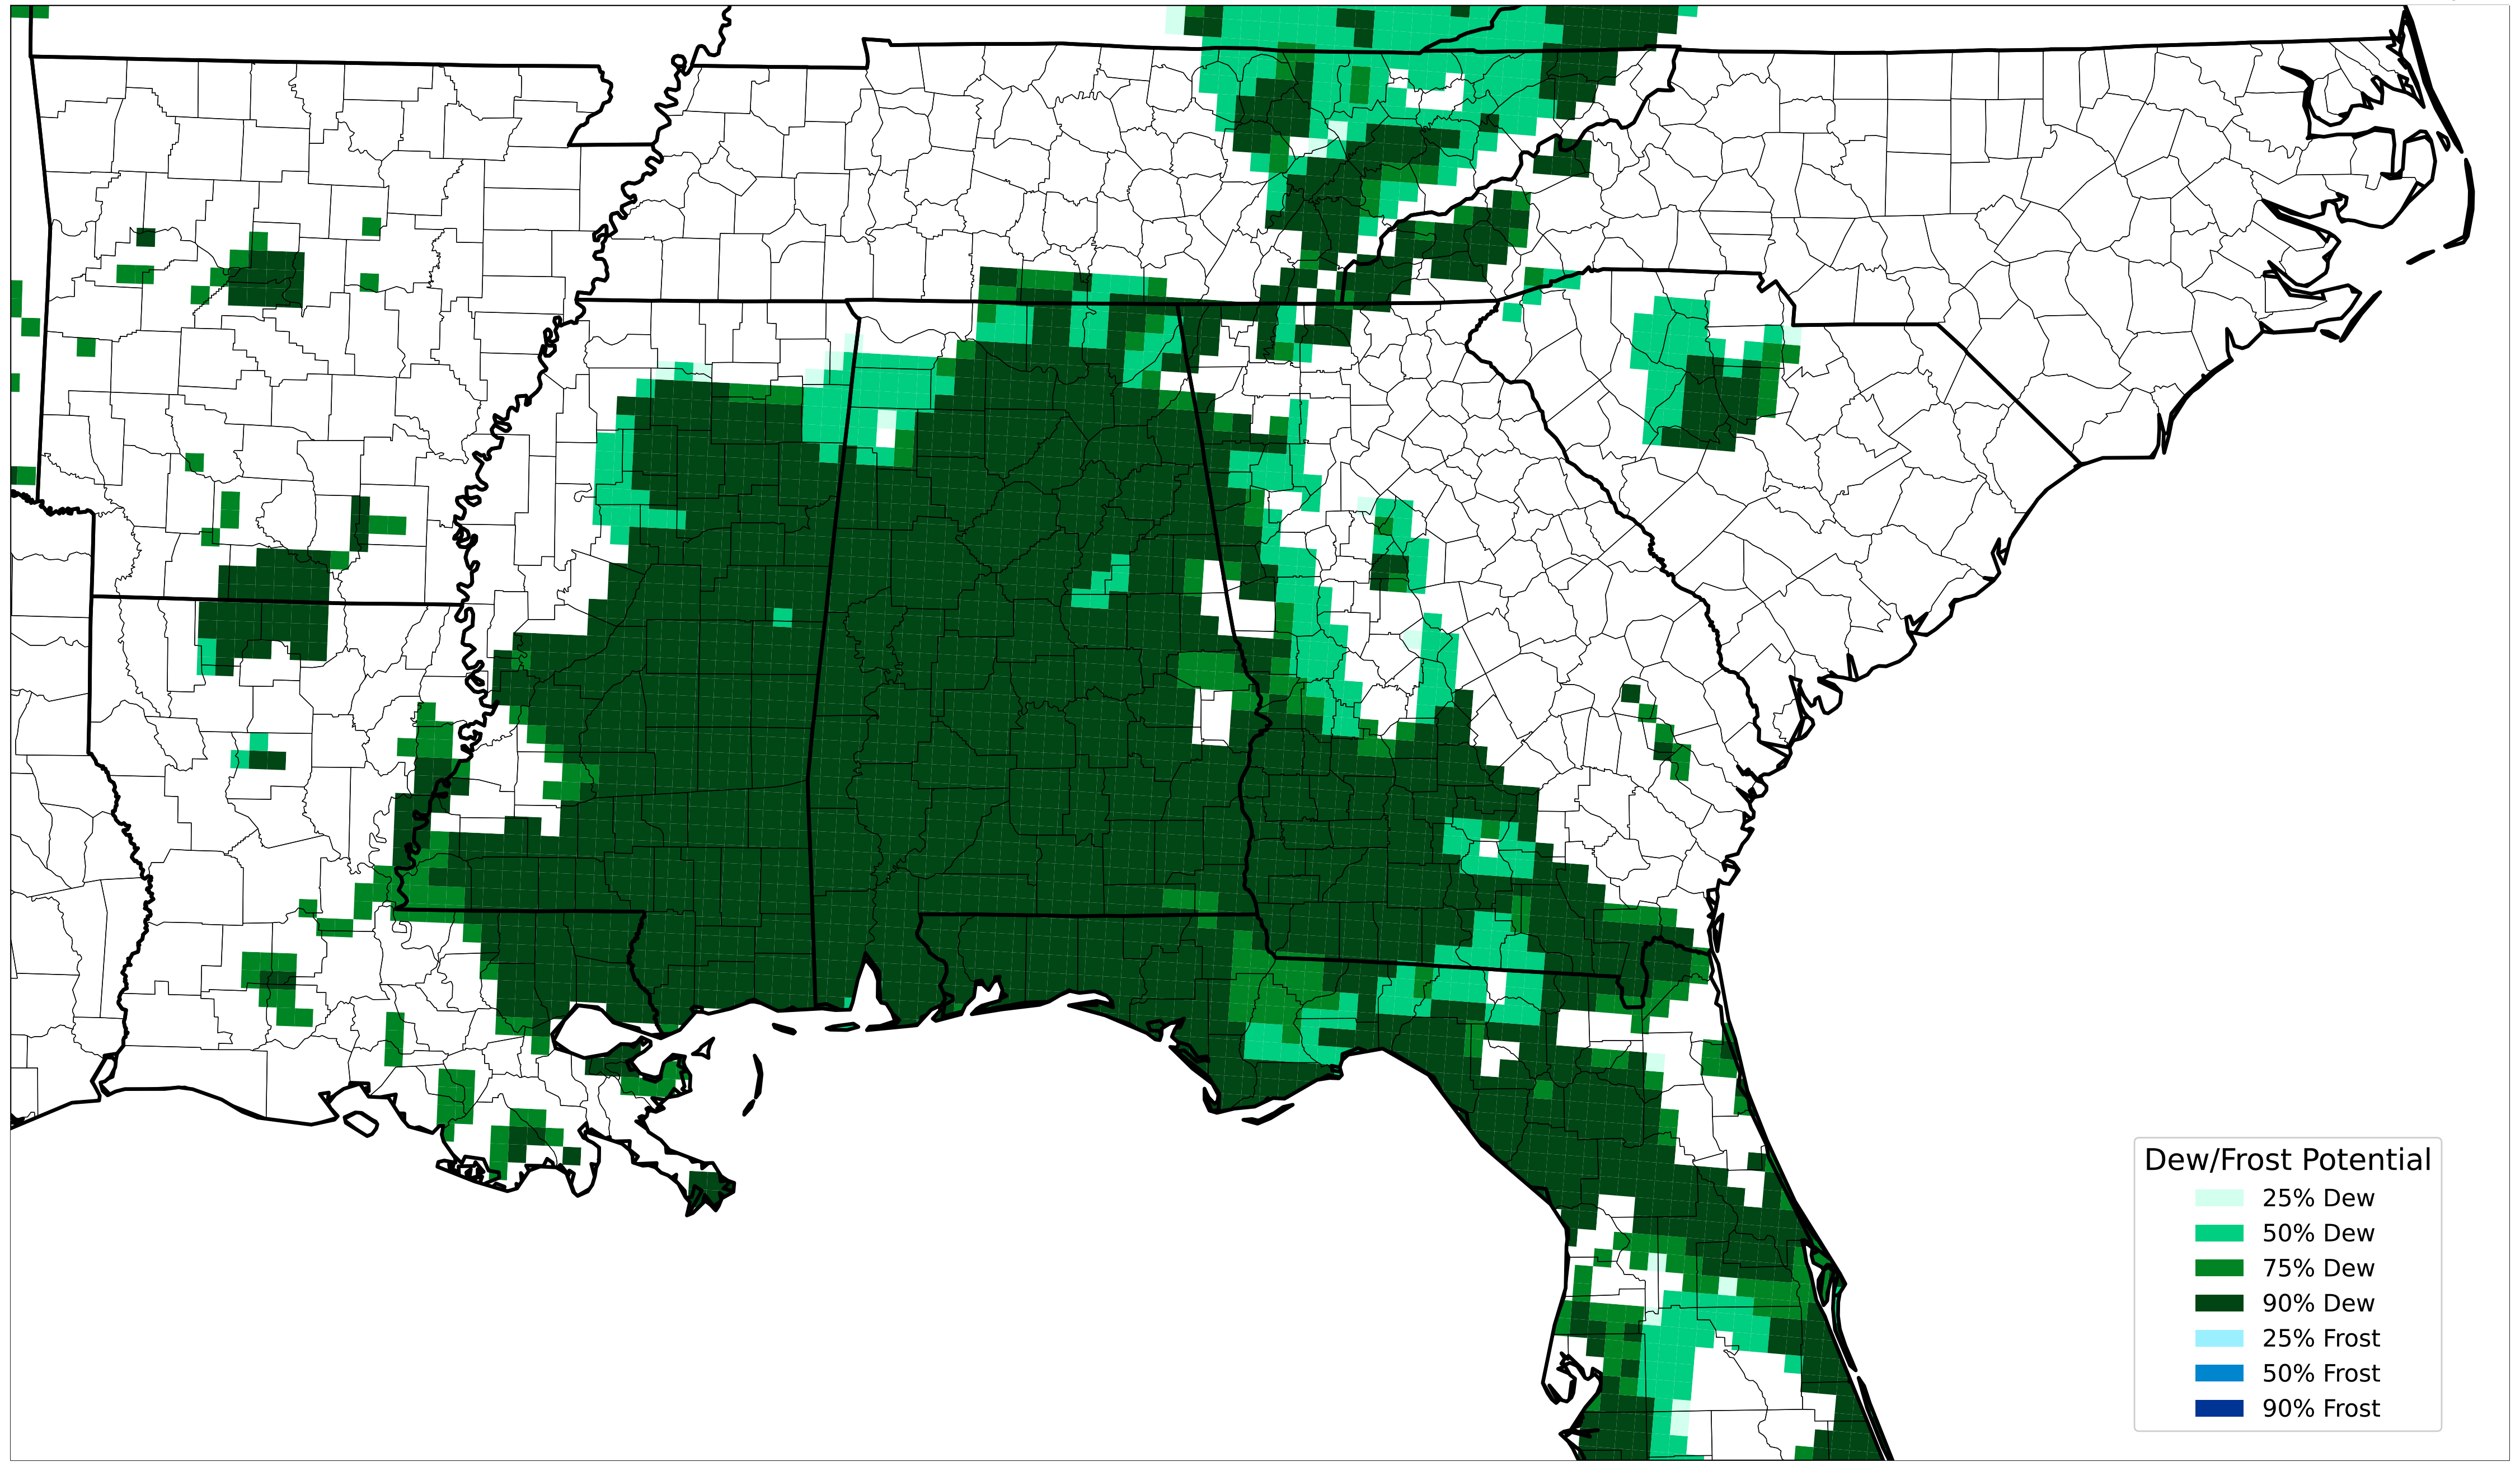 Dew/Frost Potential
25% Dew
50% Dew
75% Dew
90% Dew
25% Frost
50% Frost
90% Frost